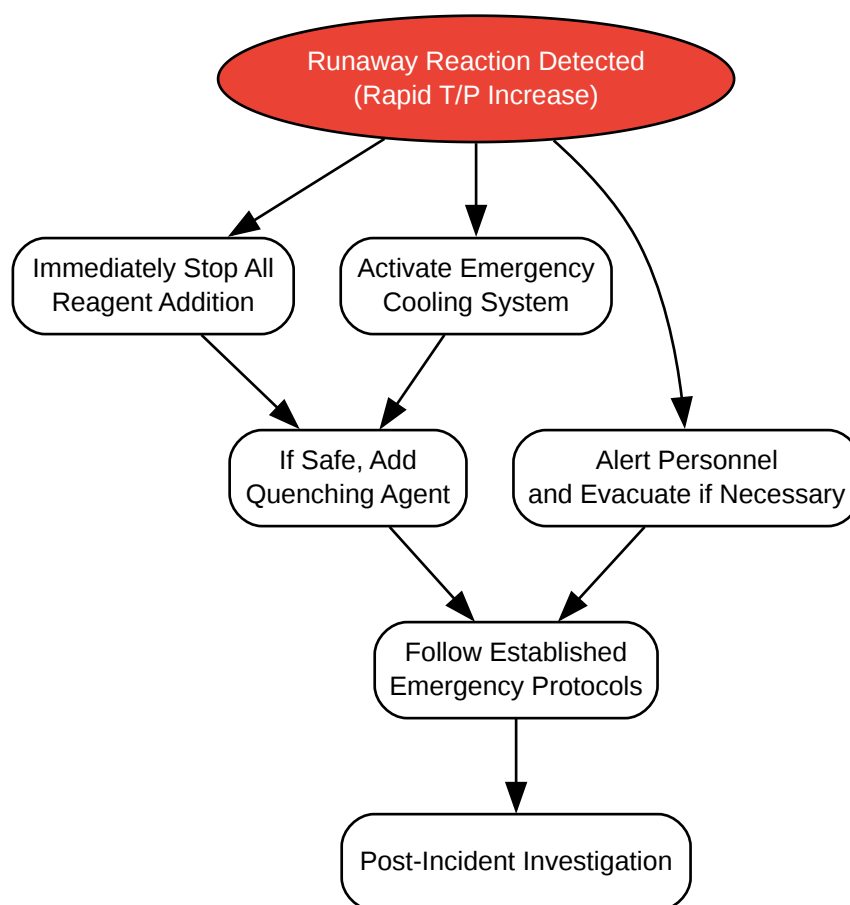 Runaway Reaction Detected
(Rapid T/P Increase)
Immediately Stop All
Reagent Addition
Activate Emergency
Cooling System
If Safe, Add
Quenching Agent
Alert Personnel
and Evacuate if Necessary
Follow Established
Emergency Protocols
Post-Incident Investigation